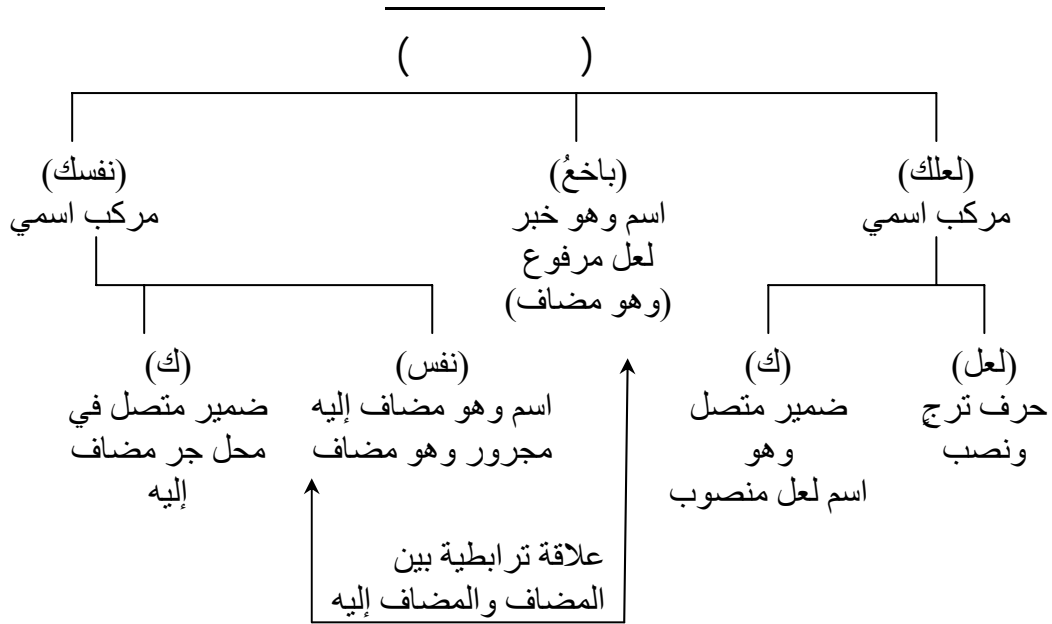 ( )
(لعلك)
مركب اسمي
(باخعُ)
اسم وهو خبر
لعل مرفوع
(وهو مضاف)
(نفسك)
مركب اسمي
(لعل)
حرف ترجٍ
ونصب
(ك)
ضمير متصل
وهو
اسم لعل منصوب
(نفس)
اسم وهو مضاف إليه
مجرور وهو مضاف
(ك)
ضمير متصل في
محل جر مضاف
إليه
علاقة ترابطية بين
المضاف والمضاف إليه